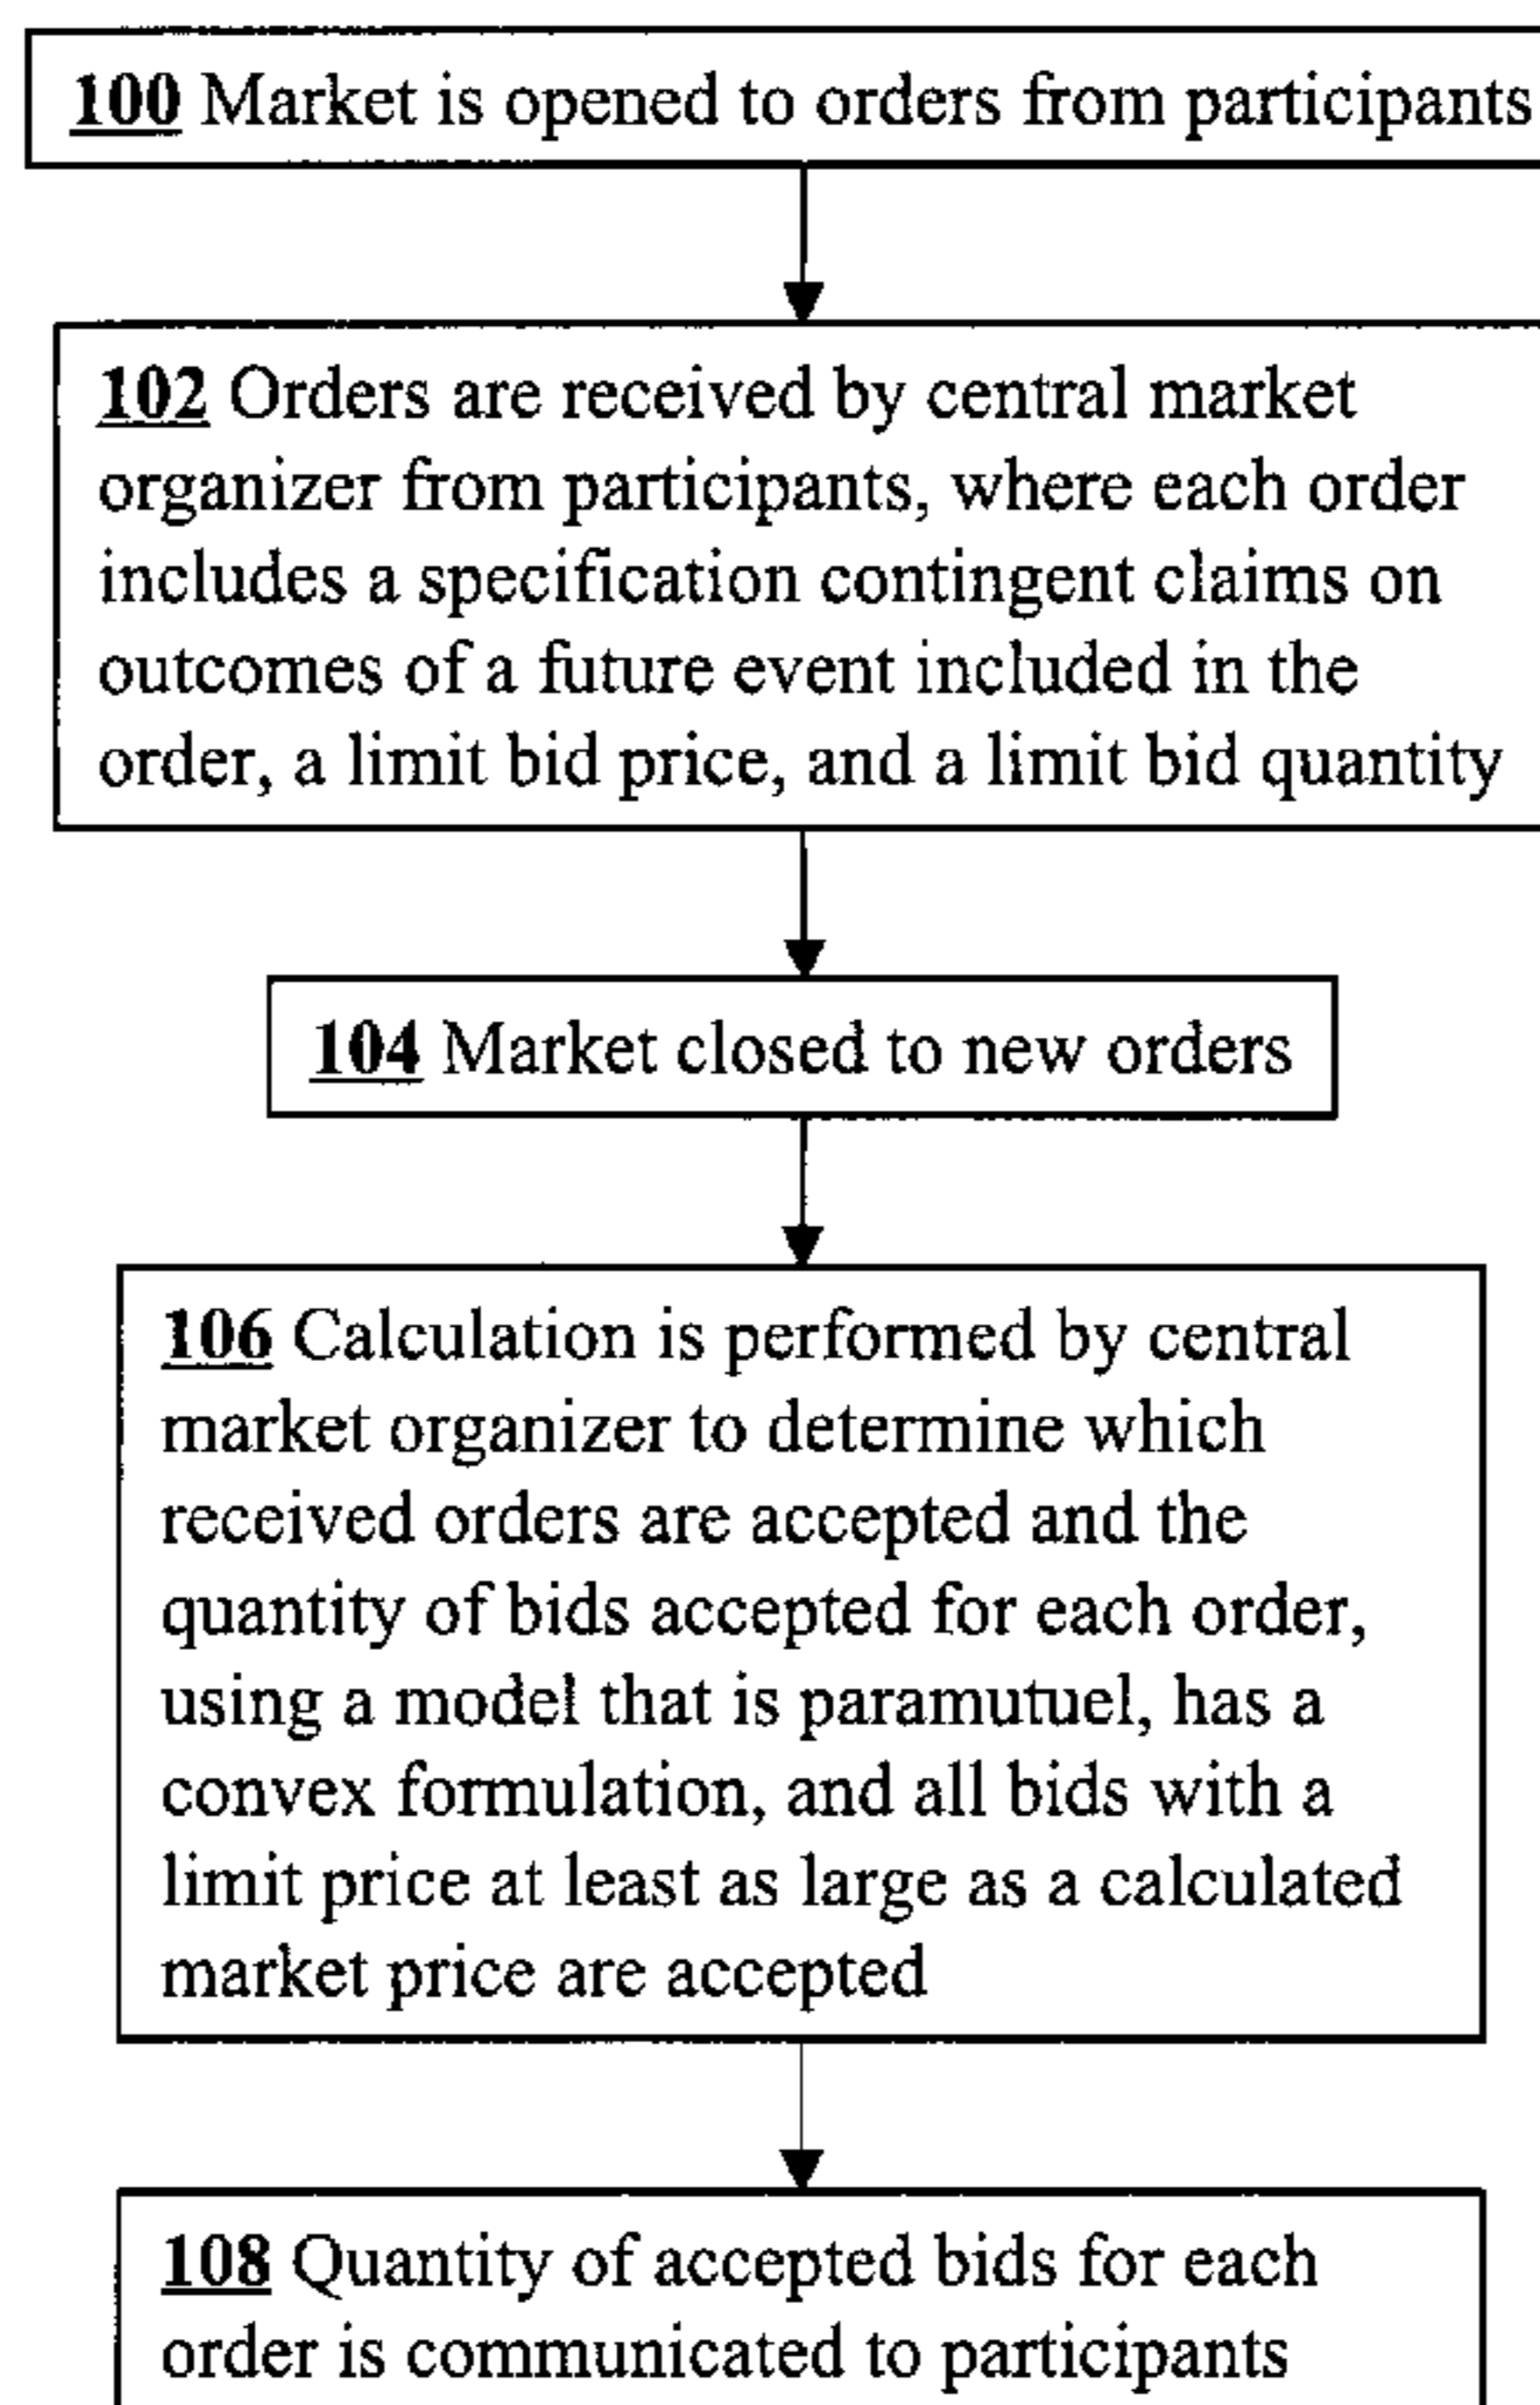 100 Market is opened to orders from participants
102 Orders are received by central market
organizer from participants, where each order
includes a specification contingent claims on
outcomes of a future event included in the
order, a limit bid price, and a limit bid quantity
104 Market closed to new orders
106 Calculation is performed by central
market organizer to determine which
received orders are accepted and the
quantity of bids accepted for each order,
using a model that is paramutuel, has a
convex formulation, and all bids with a
limit price at least as large as a calculated
market price are accepted
108 Quantity of accepted bids for each
order is communicated to participants